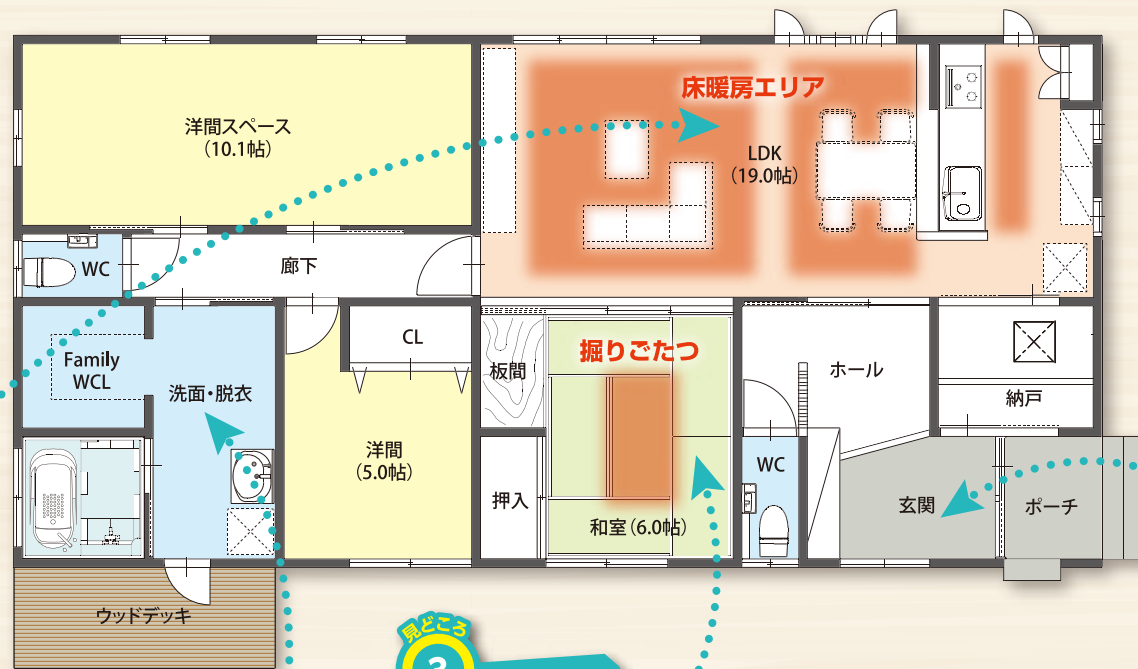 洋間スペース
(10.1帖)
床暖房エリア
LDK
(19.0帖)
WC
廊下
Family
WCL
洗面・脱衣
CL
洋間
(5.0帖)
板間
掘りごたつ
押入
和室(6.0帖)
ホール
納戸
WC
玄関
ポーチ
ウッドデッキ
見どころ